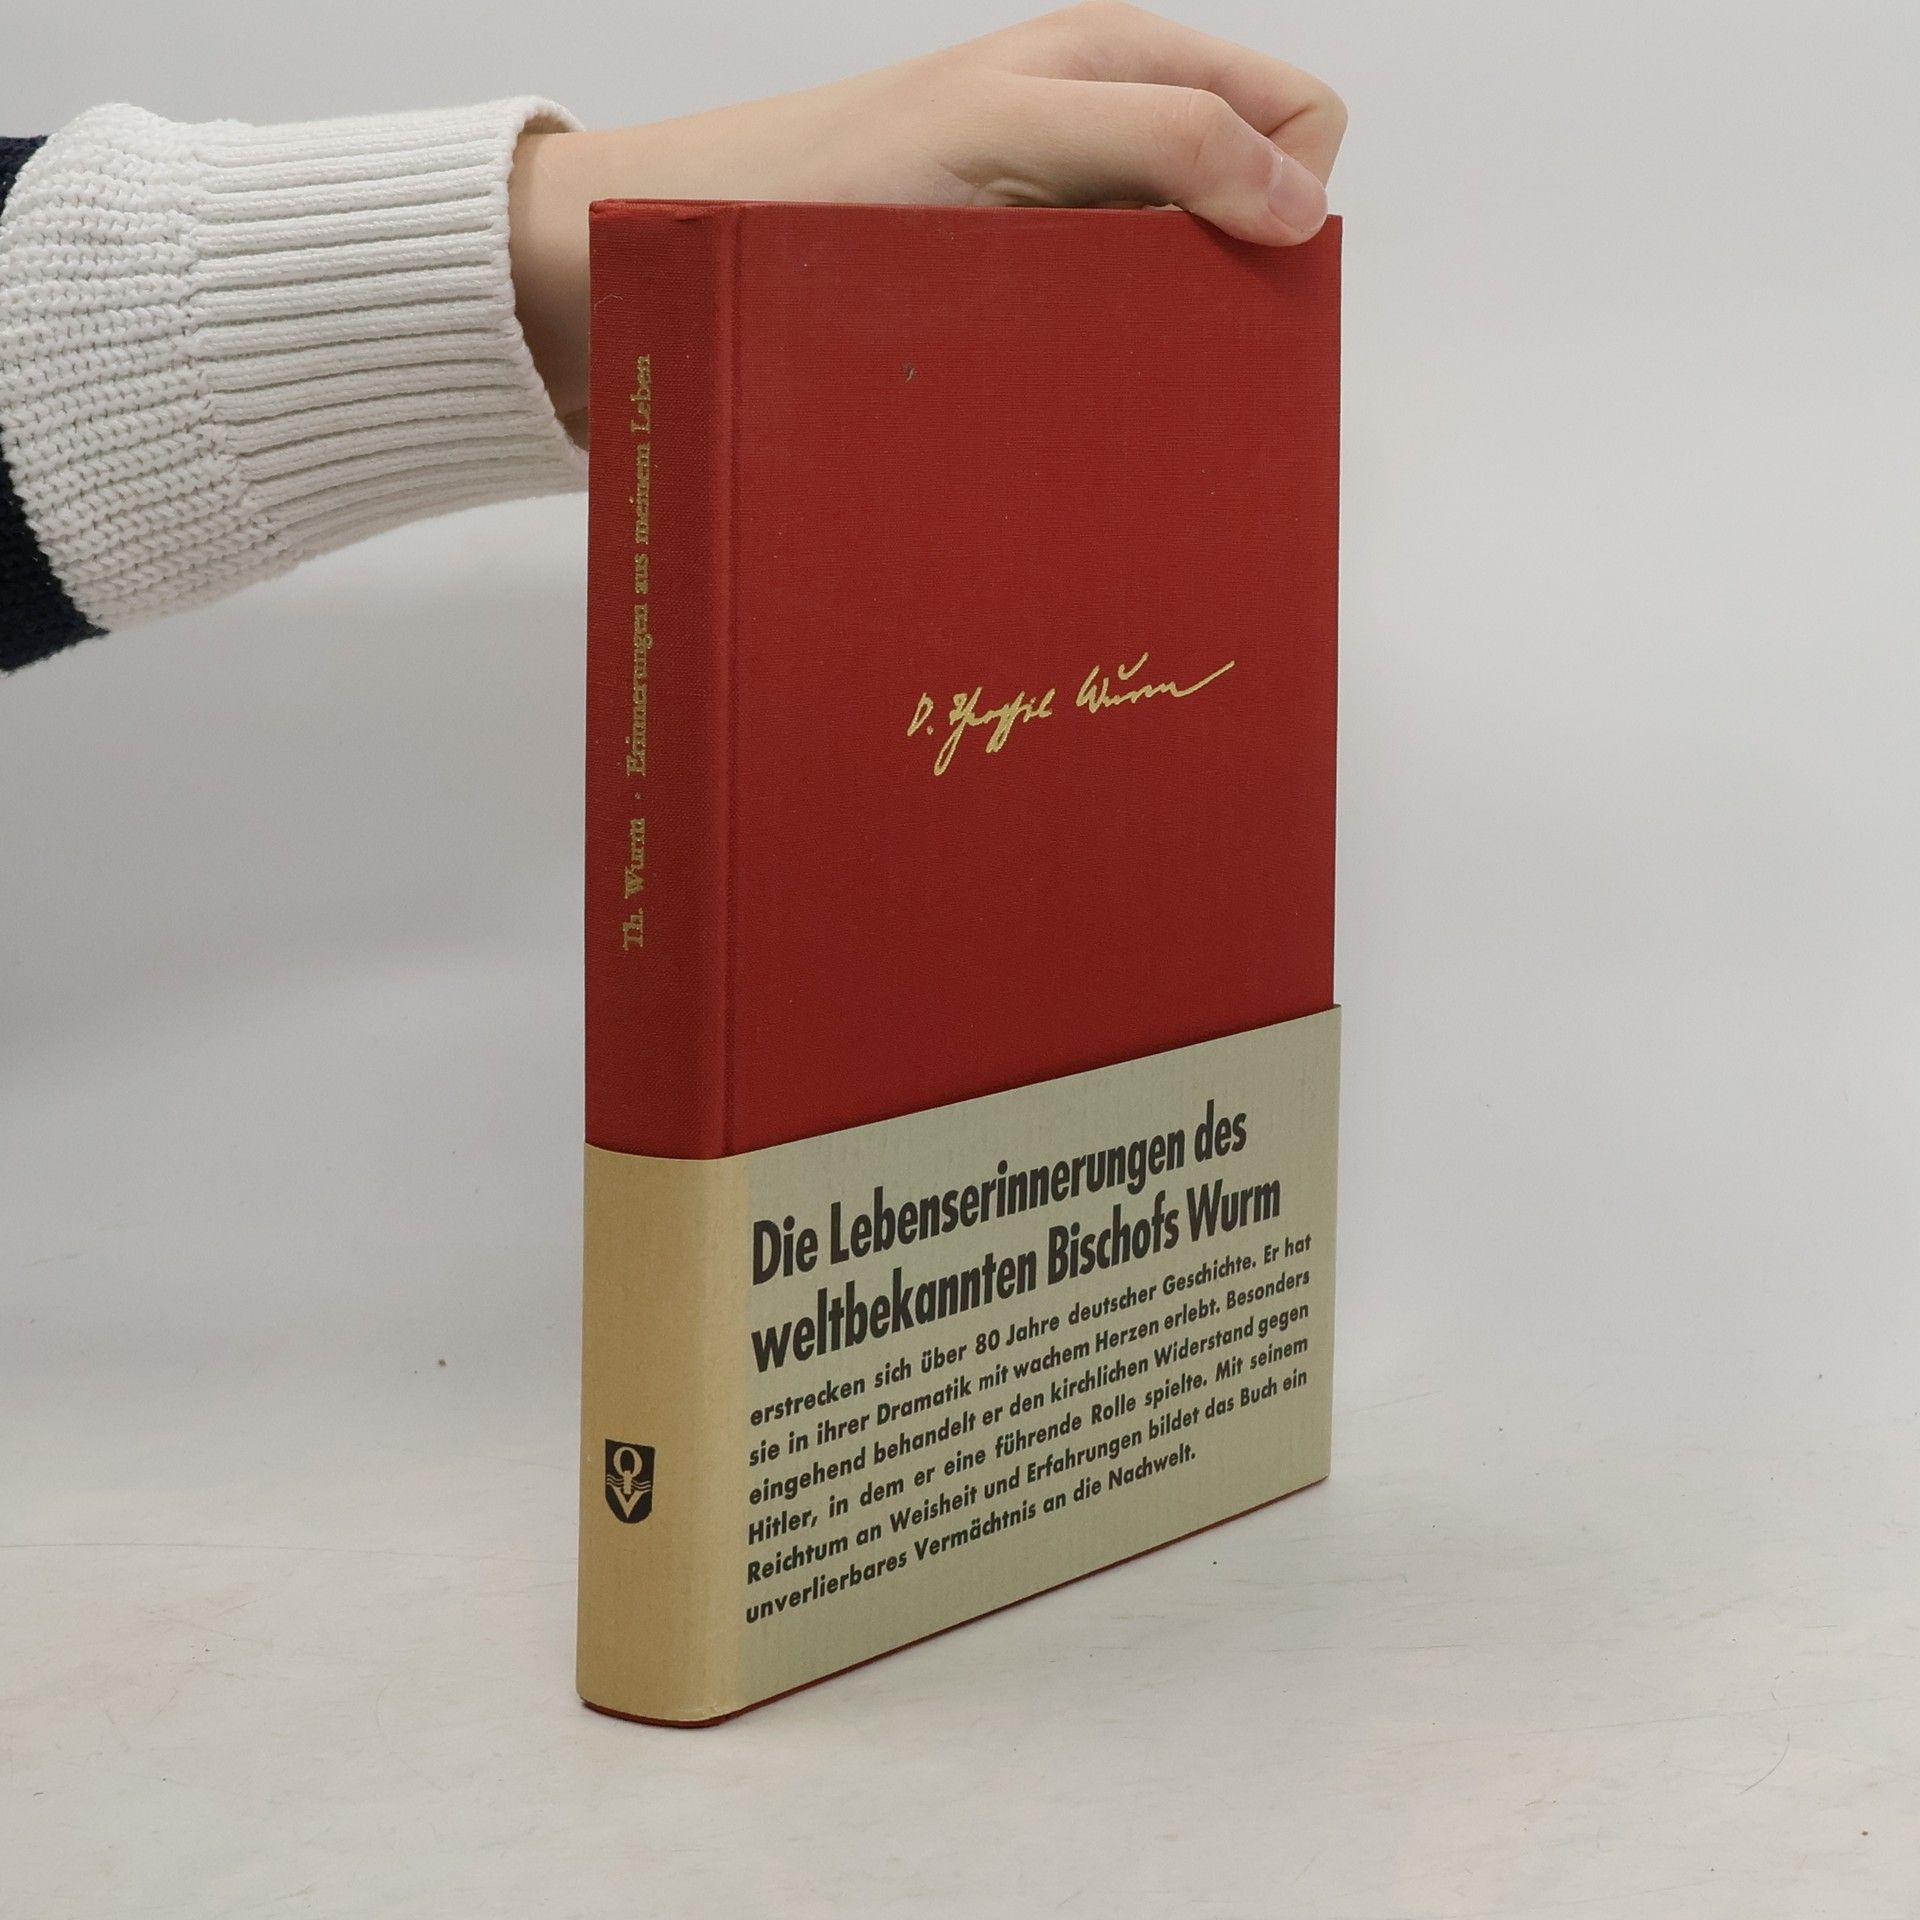 Th. Wurm · Erinnerungen aus meinem Leben
D. Theophil Wurm
Die Lebenserinnerungen des
weltbekannten Bischofs Wurm
erstrecken sich über 80 Jahre deutscher Geschichte. Er hat
sie in ihrer Dramatik mit wachem Herzen erlebt. Besonders
eingehend behandelt er den kirchlichen Widerstand gegen
Hitler, in dem er eine führende Rolle spielte. Mit seinem
Reichtum an Weisheit und Erfahrungen bildet das Buch ein
unverlierbares Vermächtnis an die Nachwelt.
QV